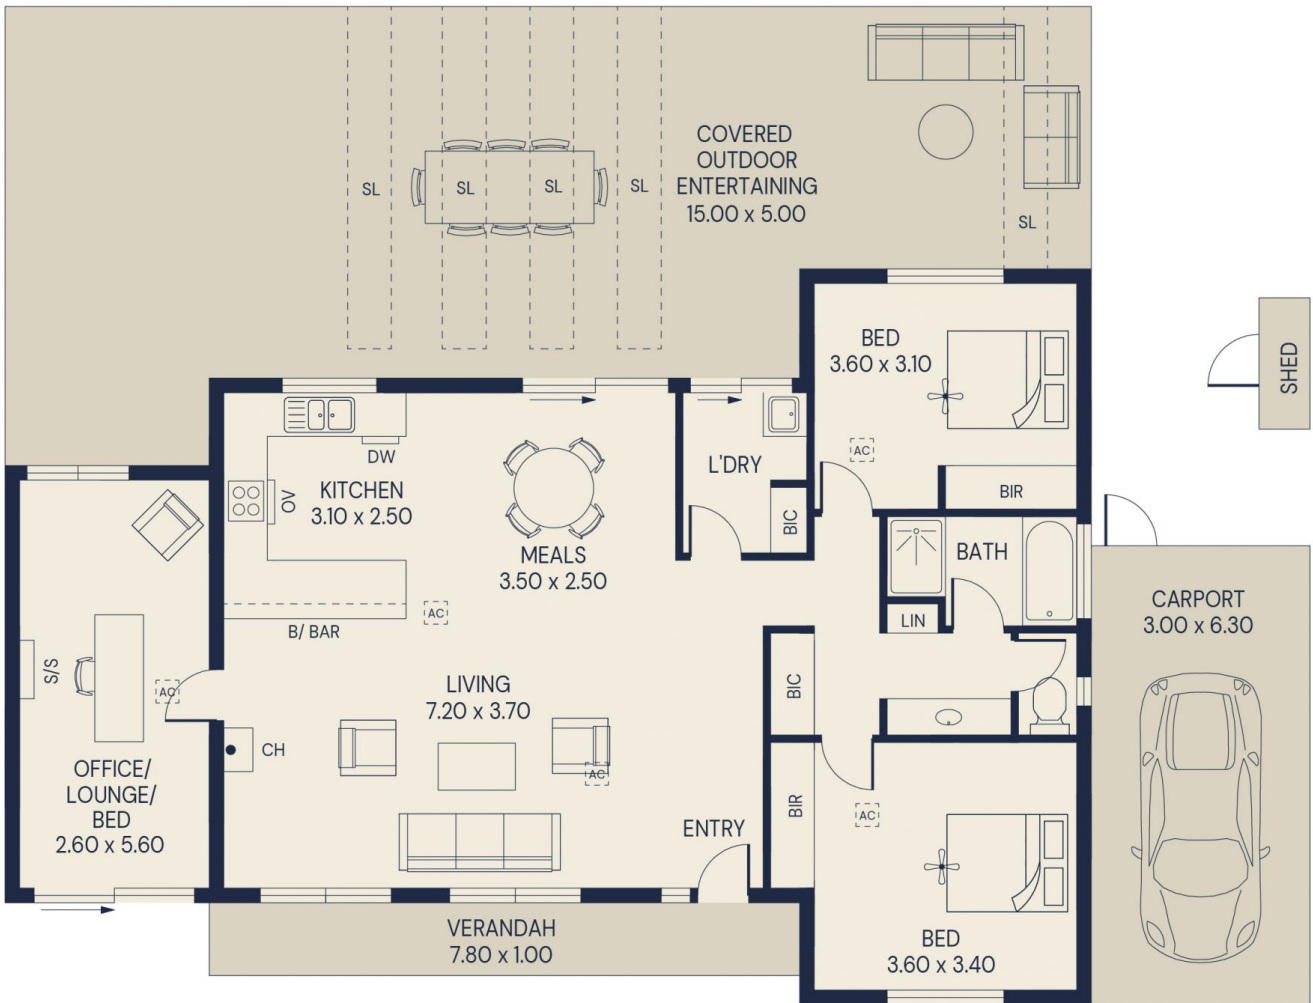 COVERED
OUTDOOR
ENTERTAINING
15.00 x 5.00
SL
SL
SL
SL
SL
BED
3.60 x 3.10
AC
BIR
SHED
KITCHEN
3.10 x 2.50
DW
OV
B/ BAR
MEALS
3.50 x 2.50
AC
L'DRY
BIC
BATH
LIN
CARPORT
3.00 x 6.30
S/S
AC
OFFICE/
LOUNGE/
BED
2.60 x 5.60
LIVING
7.20 x 3.70
CH
AC
BIC
ENTRY
BIR
AC
BED
3.60 x 3.40
VERANDAH
7.80 x 1.00